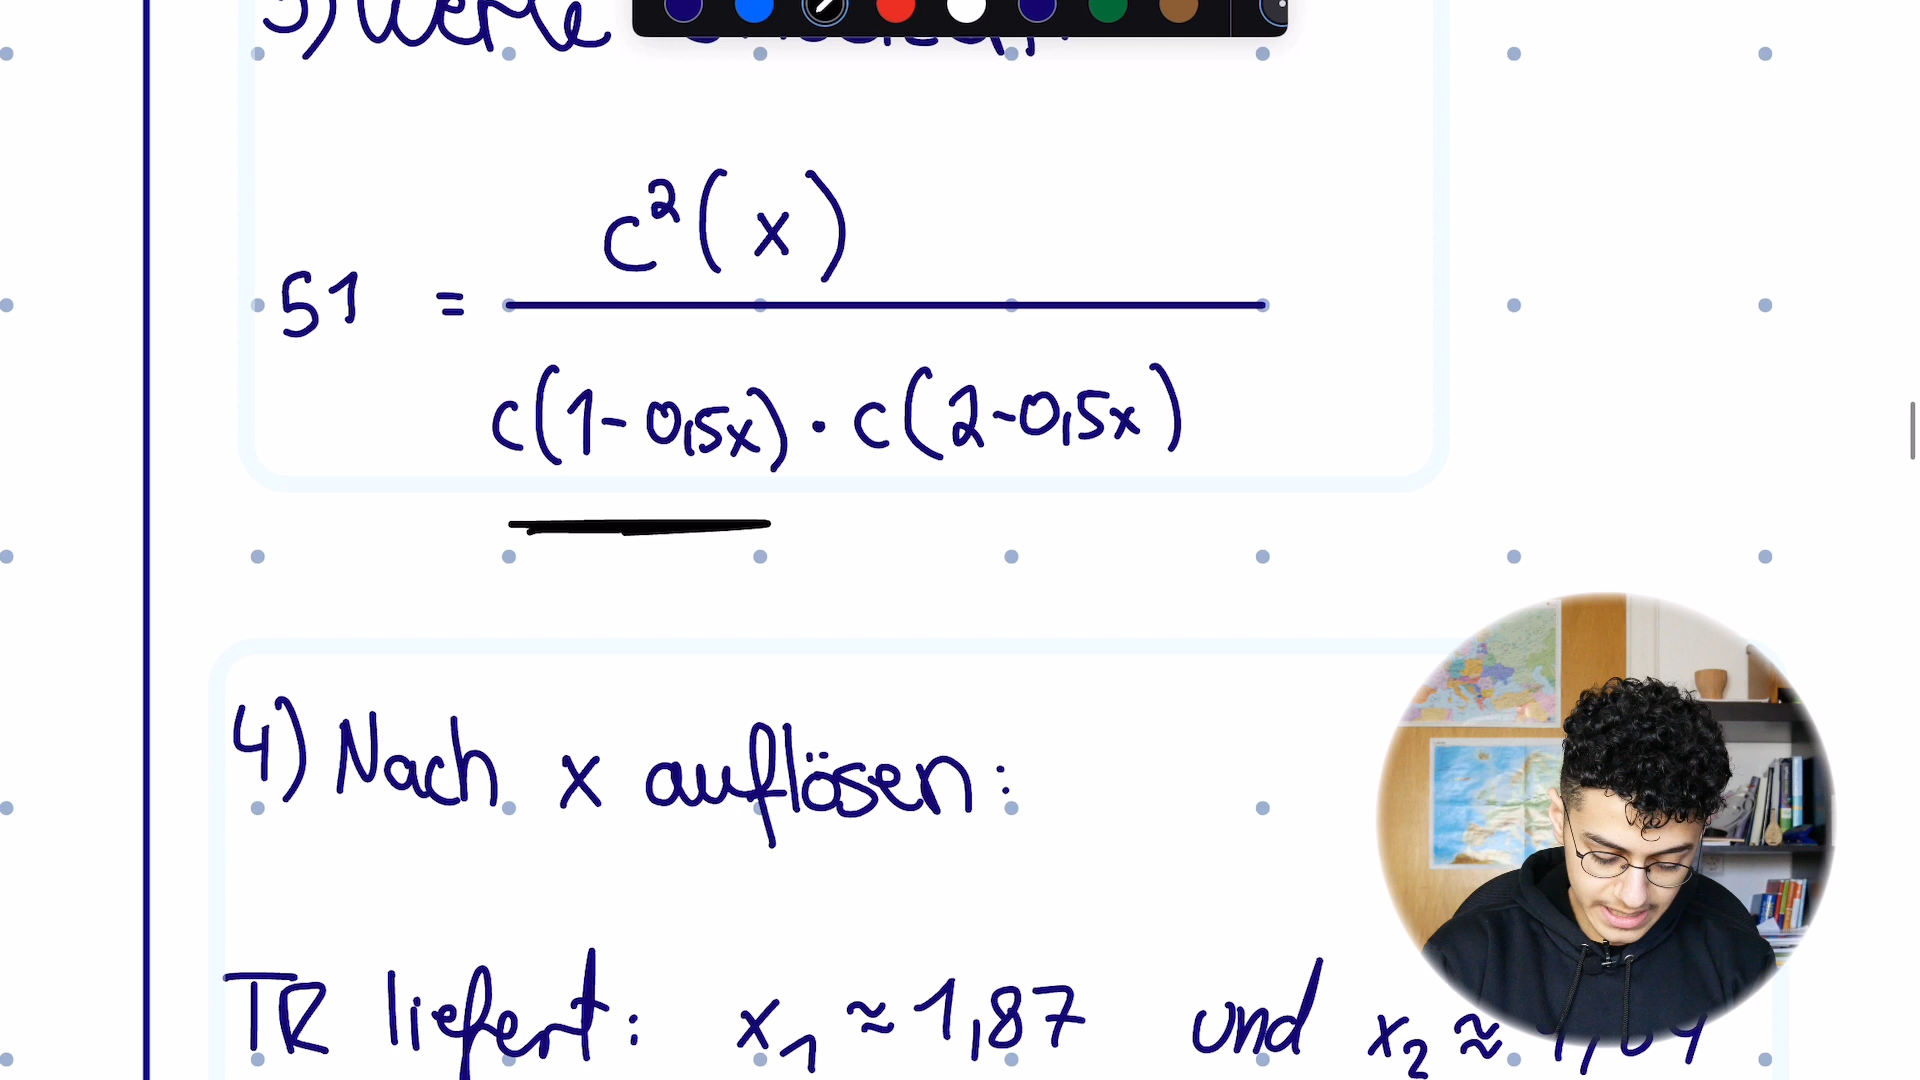 3) Werte
c²(x)
51 =
c(1-0,5x) · c(2-0,5x)
4) Nach x auflösen:
TR liefert: x₁ ≈ 1,87 und x₂ ≈